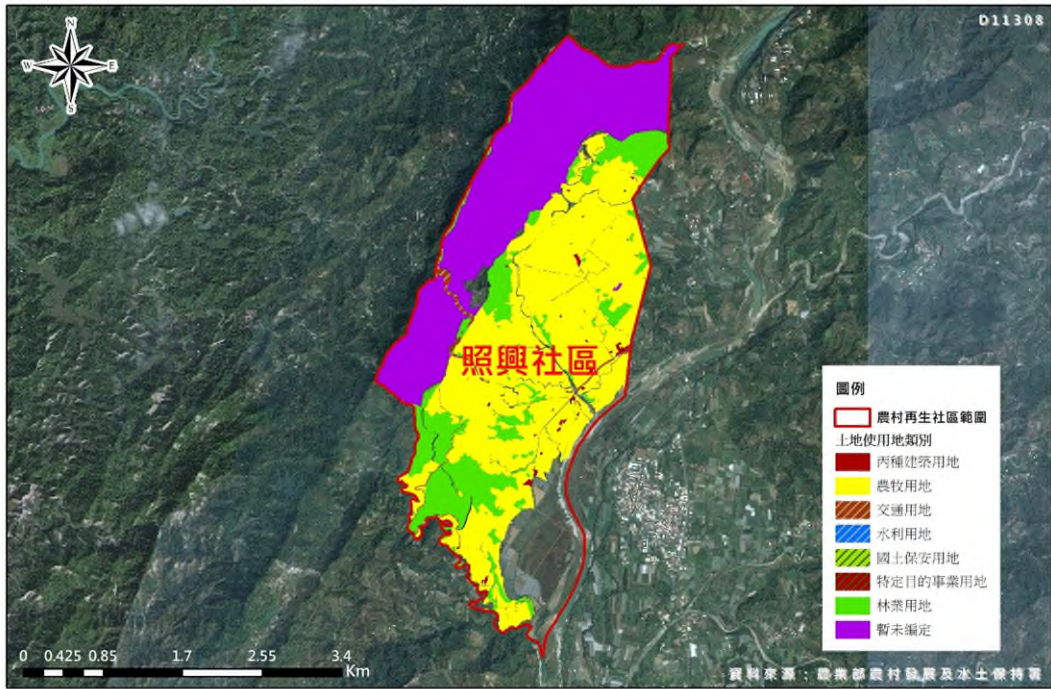 D11308
N
W E
S
照興社區
圖例
農村再生社區範圍
土地使用地類別
丙種建築用地
農牧用地
交通用地
水利用地
國土保安用地
特定目的事業用地
林業用地
暫未編定
0 0.425 0.85 1.7 2.55 3.4
Km
資料來源：農業部農村發展及水土保持署